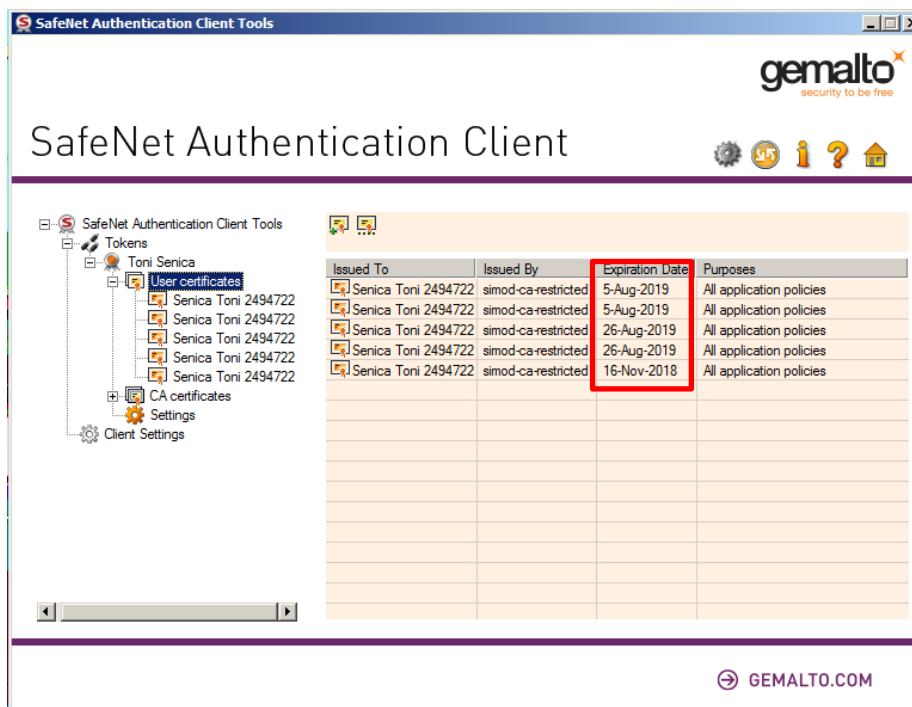 SafeNet Authentication Client Tools
gemalto
security to be free
SafeNet Authentication Client
SafeNet Authentication Client Tools
Tokens
Toni Senica
User certificates
Senica Toni 2494722
Senica Toni 2494722
Senica Toni 2494722
Senica Toni 2494722
Senica Toni 2494722
CA certificates
Settings
Client Settings
Issued To Issued By Expiration Date Purposes
Senica Toni 2494722 simod-ca-restricted 5-Aug-2019 All application policies
Senica Toni 2494722 simod-ca-restricted 5-Aug-2019 All application policies
Senica Toni 2494722 simod-ca-restricted 26-Aug-2019 All application policies
Senica Toni 2494722 simod-ca-restricted 26-Aug-2019 All application policies
Senica Toni 2494722 simod-ca-restricted 16-Nov-2018 All application policies
GEMALTO.COM